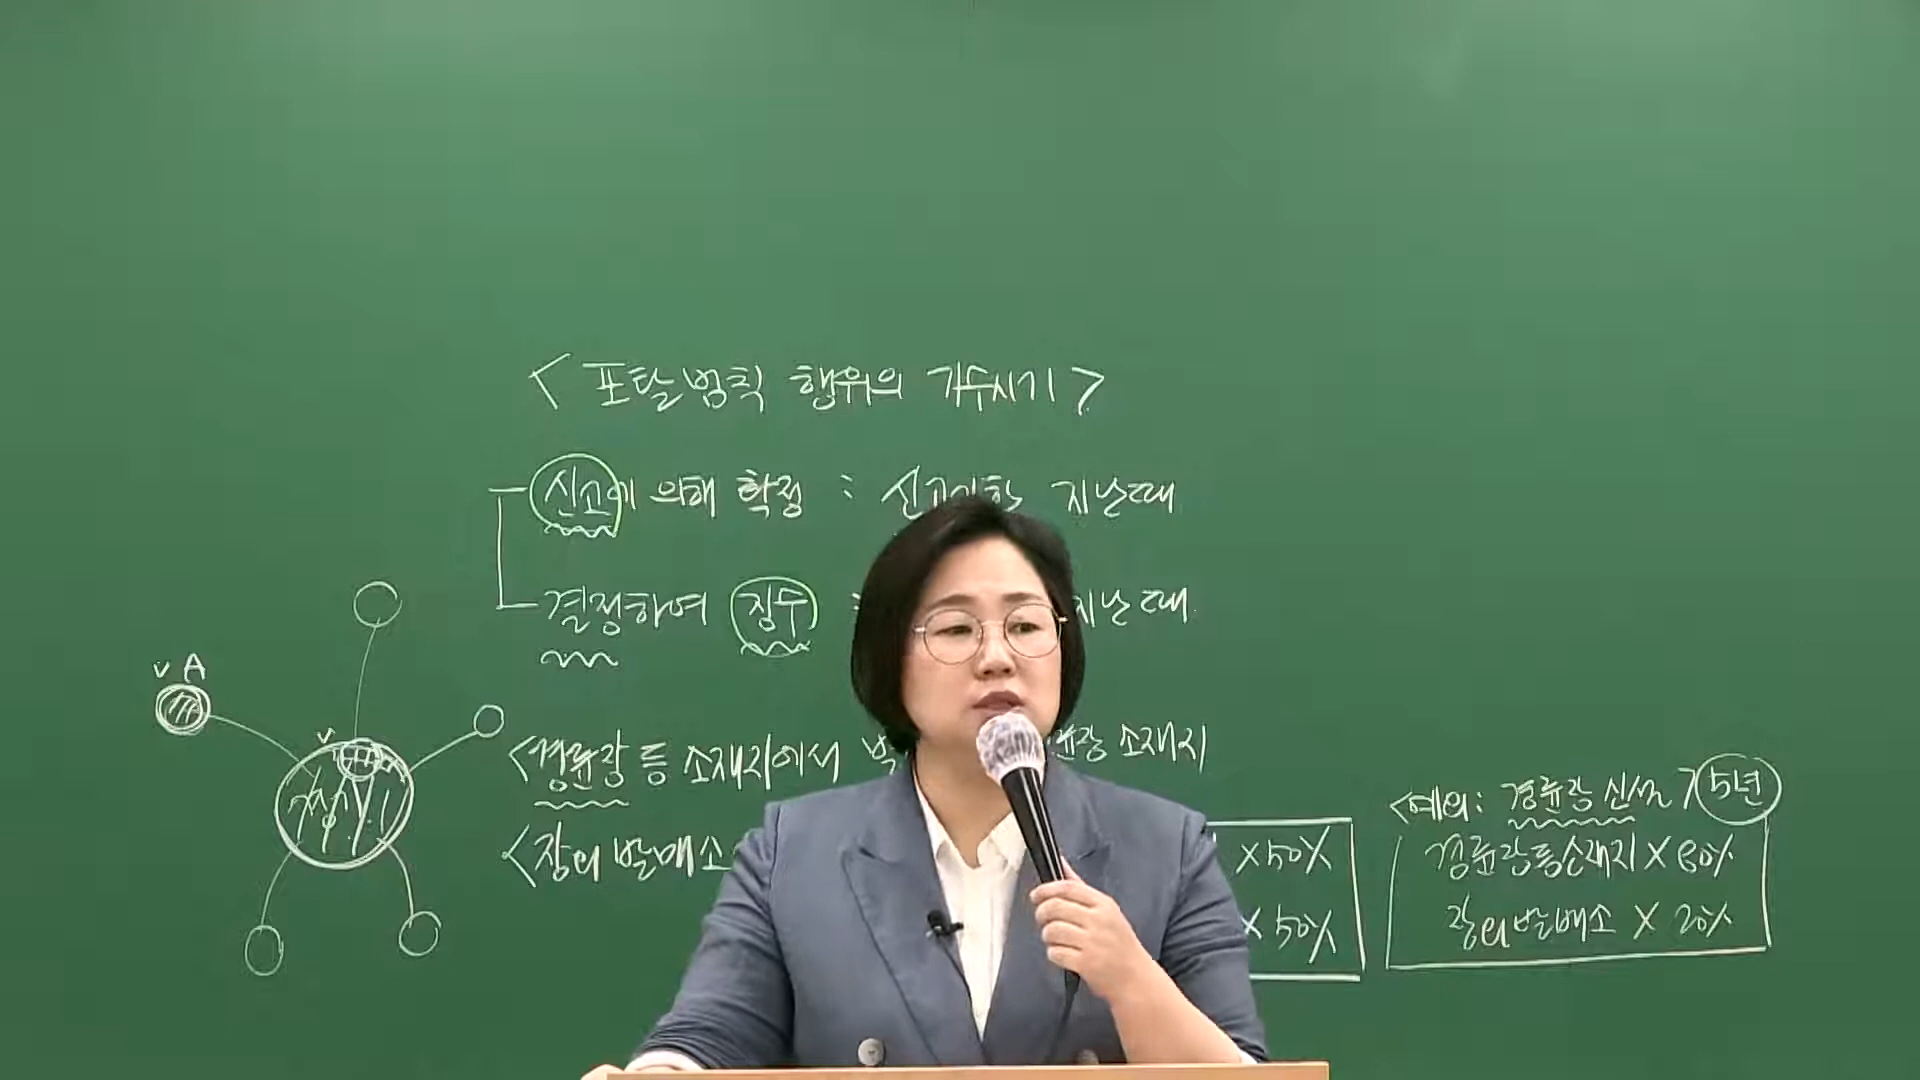 <포탈범칙 행위의 기수시기>
신고에 의해 확정 : 신고기한 지난때
결정하여 징수 : 지난때.
<경륜장 등 소재지에서 륜장 소재지
<장외발매소
×50%
×50%
<예외: 경륜장 신설 5년
경륜장등소재지×80%
장외발매소 × 20%
v A
v